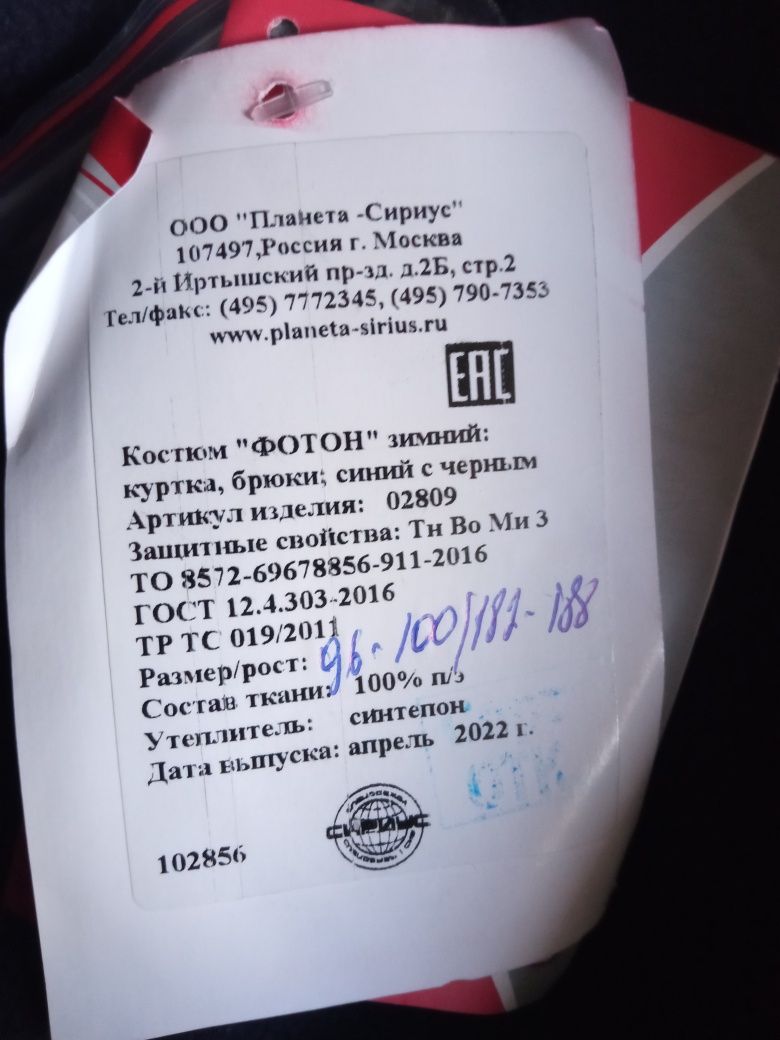 ООО "Планета -Сириус"
107497,Россия г. Москва
2-й Иртышский пр-зд. д.2Б, стр.2
Тел/факс: (495) 7772345, (495) 790-7353
www.planeta-sirius.ru
EAC
Костюм "ФОТОН" зимний:
куртка, брюки; синий с черным
Артикул изделия: 02809
Защитные свойства: Тн Во Ми З
ТО 8572-69678856-911-2016
ГОСТ 12.4.303-2016
ТР ТС 019/2011
Размер/рост: 96-100/182-188
Состав ткани: 100% п/э
Утеплитель: синтепон
Дата выпуска: апрель 2022 г.
ОТК
СИРИУС
102856